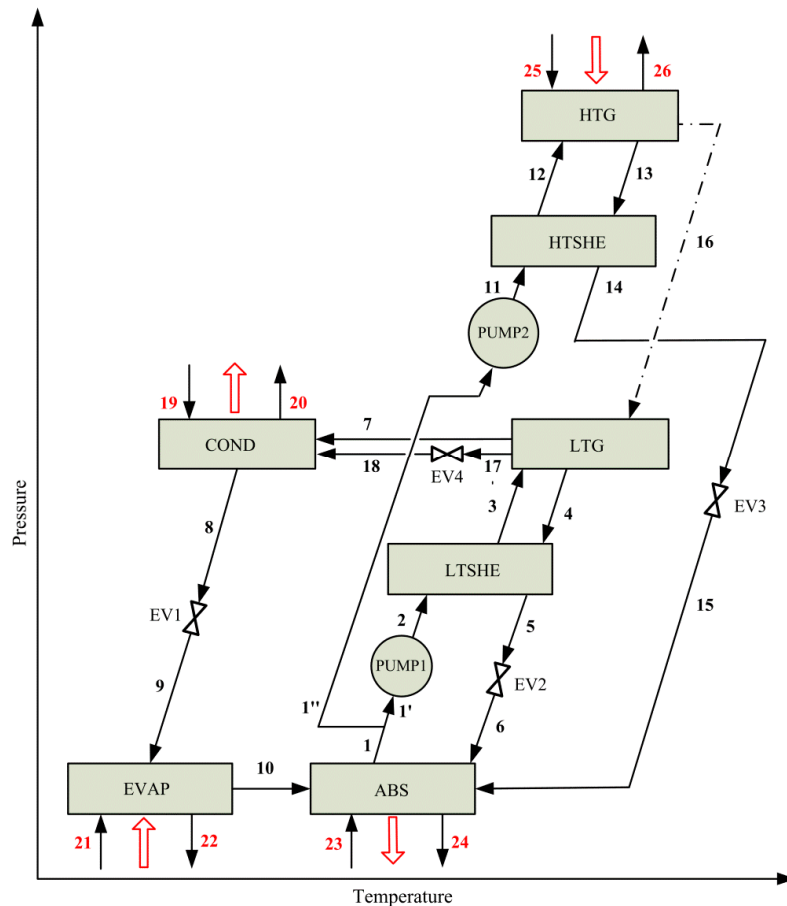 25
26
HTG
12
13
HTSHE
16
11
14
PUMP2
19
20
7
COND
LTG
18
17
EV4
3
4
EV3
8
LTSHE
Pressure
15
2
5
EV1
PUMP1
EV2
9
1"
1'
6
1
10
EVAP
ABS
21
22
23
24
Temperature